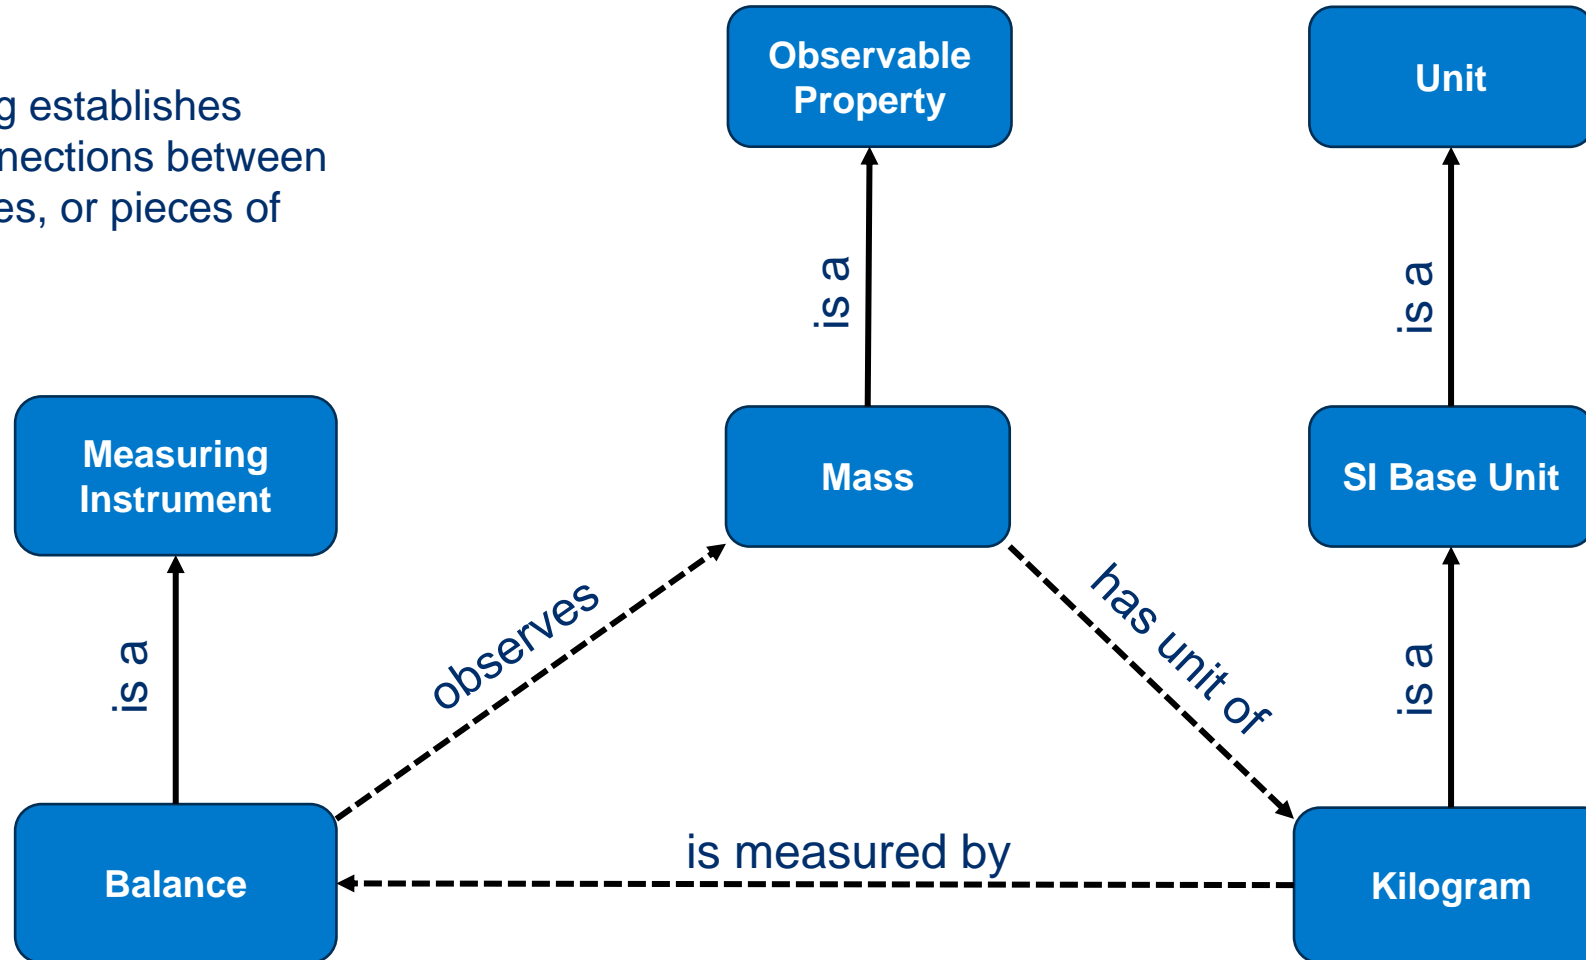 g establishes
nections between
es, or pieces of
Observable
Property
Unit
is a
is a
Measuring
Instrument
Mass
SI Base Unit
is a
observes
has unit of
is a
Balance
is measured by
Kilogram